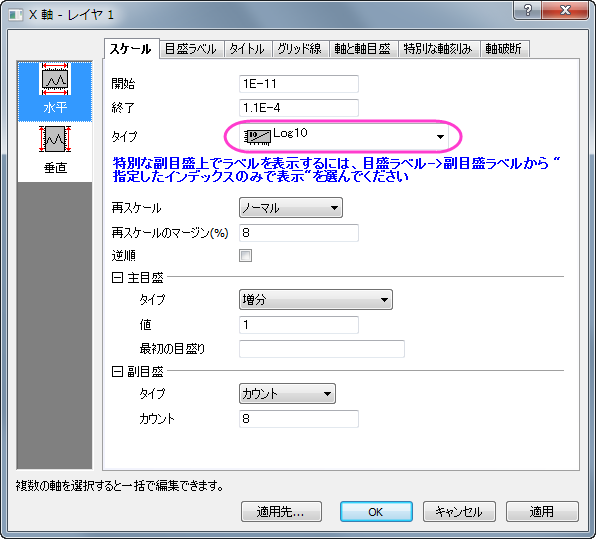 X 軸 - レイヤ 1
スケール 目盛ラベル タイトル グリッド線 軸と軸目盛 特別な軸刻み 軸破断
水平
垂直
開始 1E-11
終了 1.1E-4
タイプ Log10
特別な副目盛上でラベルを表示するには、目盛ラベル->副目盛ラベルから “
指定したインデックスのみで表示”を選んでください
再スケール ノーマル
再スケールのマージン(%) 8
逆順
主目盛
タイプ 増分
値 1
最初の目盛り
副目盛
タイプ カウント
カウント 8
複数の軸を選択すると一括で編集できます。
適用先... OK キャンセル 適用